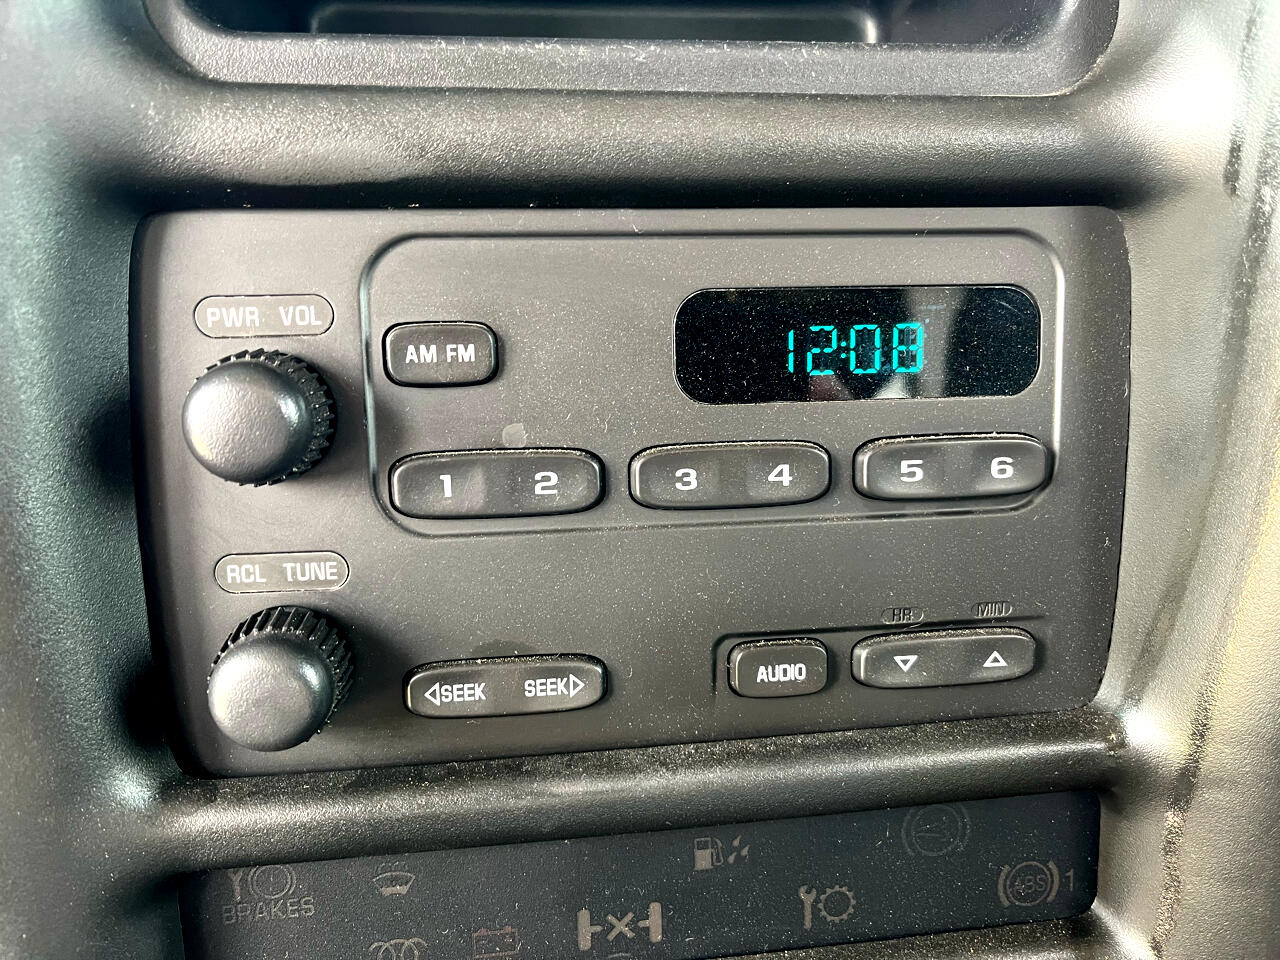 PWR VOL
AM FM
12:08
1 2 3 4 5 6
RCL TUNE
HR MIN
◁SEEK SEEK▷
AUDIO ▽ △
BRAKES
ABS 1